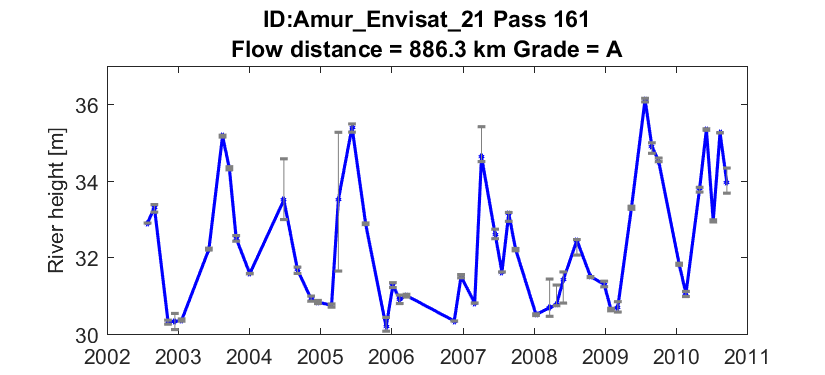 ID:Amur_Envisat_21 Pass 161
Flow distance = 886.3 km Grade = A
River height [m]
36
34
32
30
2002 2003 2004 2005 2006 2007 2008 2009 2010 2011